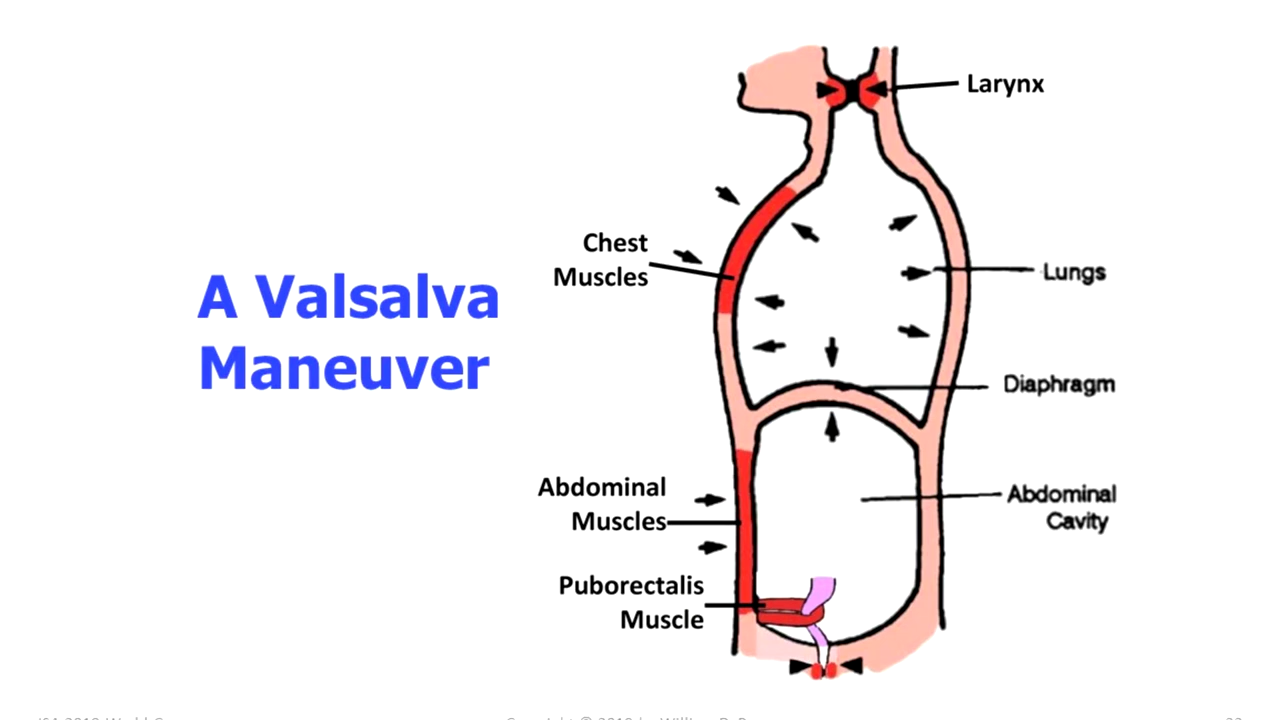 Larynx
Chest
Muscles
Lungs
A Valsalva
Maneuver
Diaphragm
Abdominal
Muscles
Abdominal
Cavity
Puborectalis
Muscle